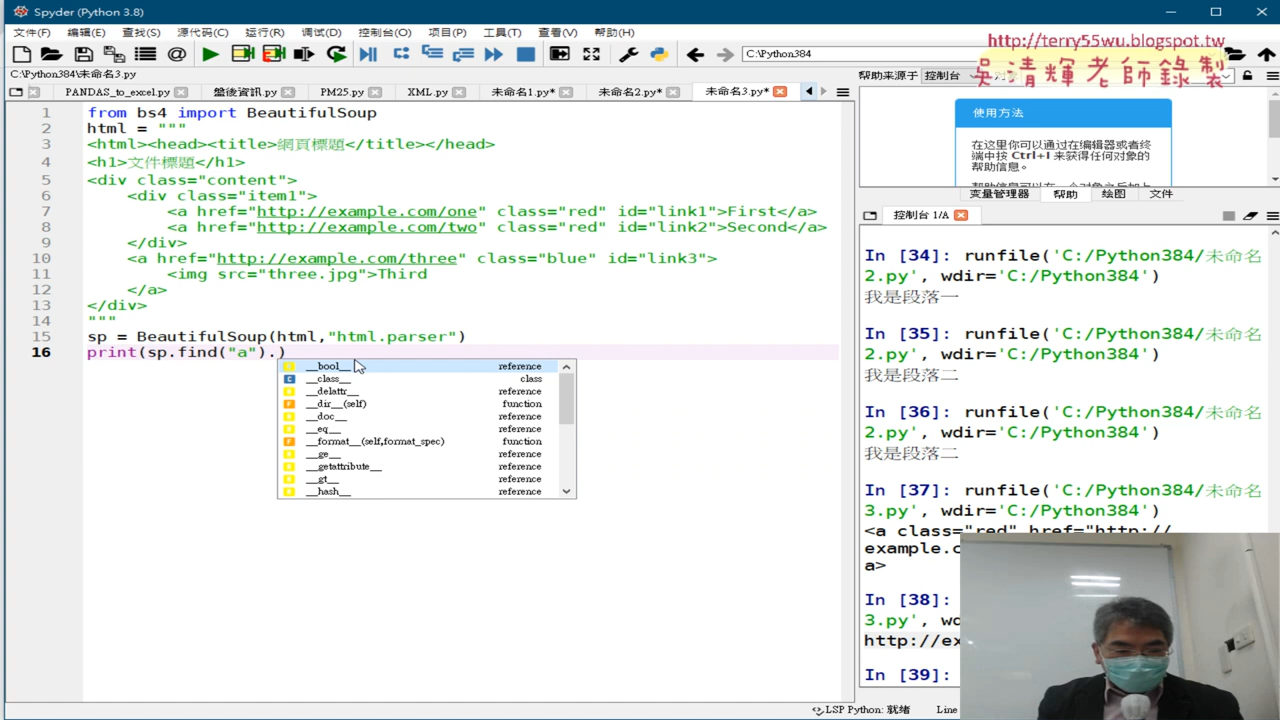 Spyder (Python 3.8)
文件(F) 编辑(E) 查找(S) 源代码(C) 运行(R) 调试(D) 控制台(O) 项目(P) 工具(T) 查看(V) 帮助(H)
http://terry55wu.blogspot.tw
吳清輝老師錄製
C:\Python384
C:\Python384\未命名3.py
帮助来源于 控制台
PANDAS_to_excel.py 盤後資訊.py PM25.py XML.py 未命名1.py* 未命名2.py* 未命名3.py*
1 from bs4 import BeautifulSoup
2 html = """
3 <html><head><title>網頁標題</title></head>
4 <h1>文件標題</h1>
5 <div class="content">
6 <div class="item1">
7 <a href="http://example.com/one" class="red" id="link1">First</a>
8 <a href="http://example.com/two" class="red" id="link2">Second</a>
9 </div>
10 <a href="http://example.com/three" class="blue" id="link3">
11 <img src="three.jpg">Third
12 </a>
13 </div>
14 """
15 sp = BeautifulSoup(html,"html.parser")
16 print(sp.find("a").)
__bool__ reference
__class__ class
__delattr__ reference
__dir__(self) function
__doc__ reference
__eq__ reference
__format__(self,format_spec) function
__ge__ reference
__getattribute__ reference
__gt__ reference
__hash__ reference
使用方法
在这里你可以通过在编辑器或者终
端中按 Ctrl+I 来获得任何对象的
帮助信息。
变量管理器 帮助 绘图 文件
控制台 1/A
In [34]: runfile('C:/Python384/未命名
2.py', wdir='C:/Python384')
我是段落一
In [35]: runfile('C:/Python384/未命名
2.py', wdir='C:/Python384')
我是段落二
In [36]: runfile('C:/Python384/未命名
2.py', wdir='C:/Python384')
我是段落二
In [37]: runfile('C:/Python384/未命名
3.py', wdir='C:/Python384')
<a class="red" href="http://
example.c
a>
In [38]:
3.py', wd
http://ex
In [39]:
LSP Python: 就绪 Line